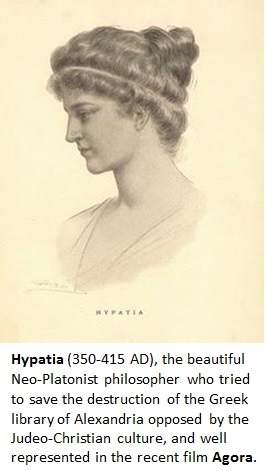 HYPATIA
Hypatia (350-415 AD), the beautiful
Neo-Platonist philosopher who tried
to save the destruction of the Greek
library of Alexandria opposed by the
Judeo-Christian culture, and well
represented in the recent film Agora.